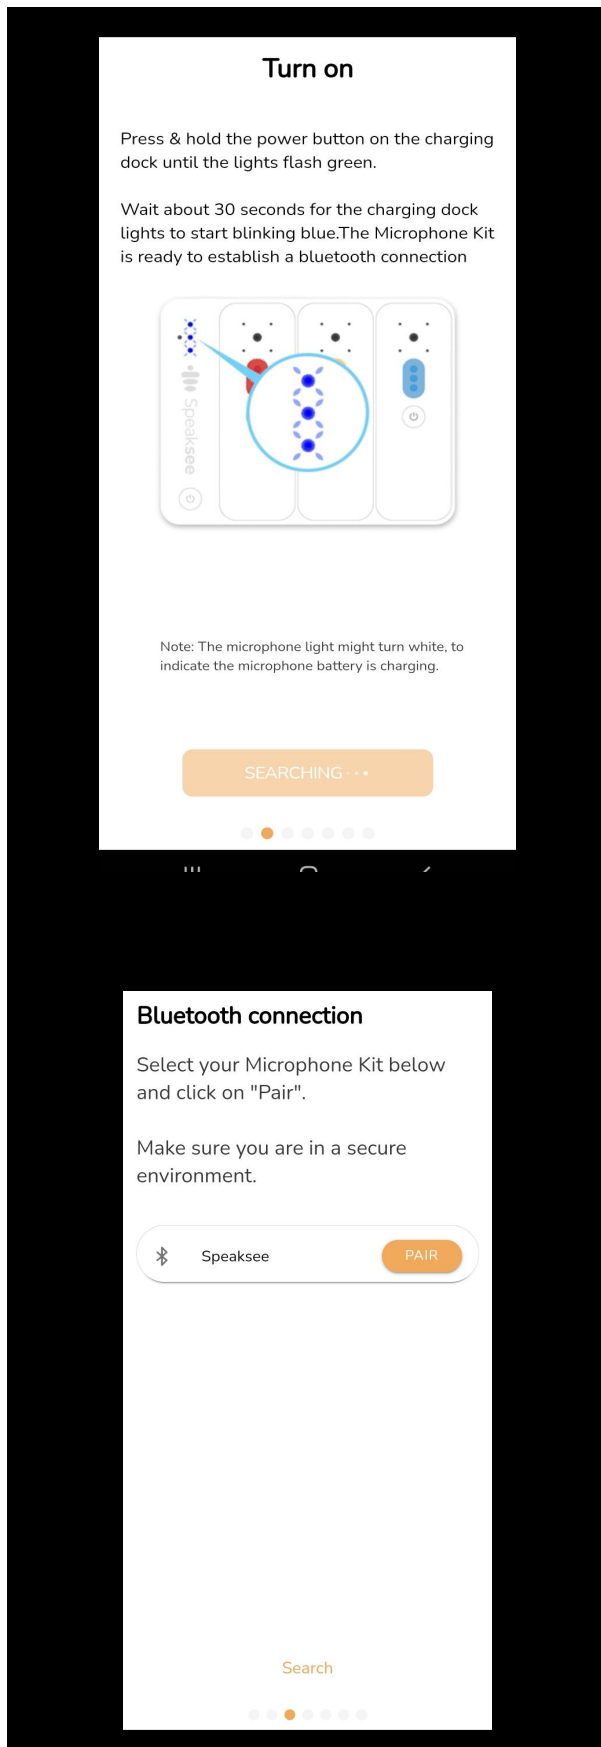 Turn on
Press & hold the power button on the charging
dock until the lights flash green.
Wait about 30 seconds for the charging dock
lights to start blinking blue.The Microphone Kit
is ready to establish a bluetooth connection
Speaksee
Note: The microphone light might turn white, to
indicate the microphone battery is charging.
SEARCHING
Bluetooth connection
Select your Microphone Kit below
and click on "Pair".
Make sure you are in a secure
environment.
Speaksee PAIR
Search